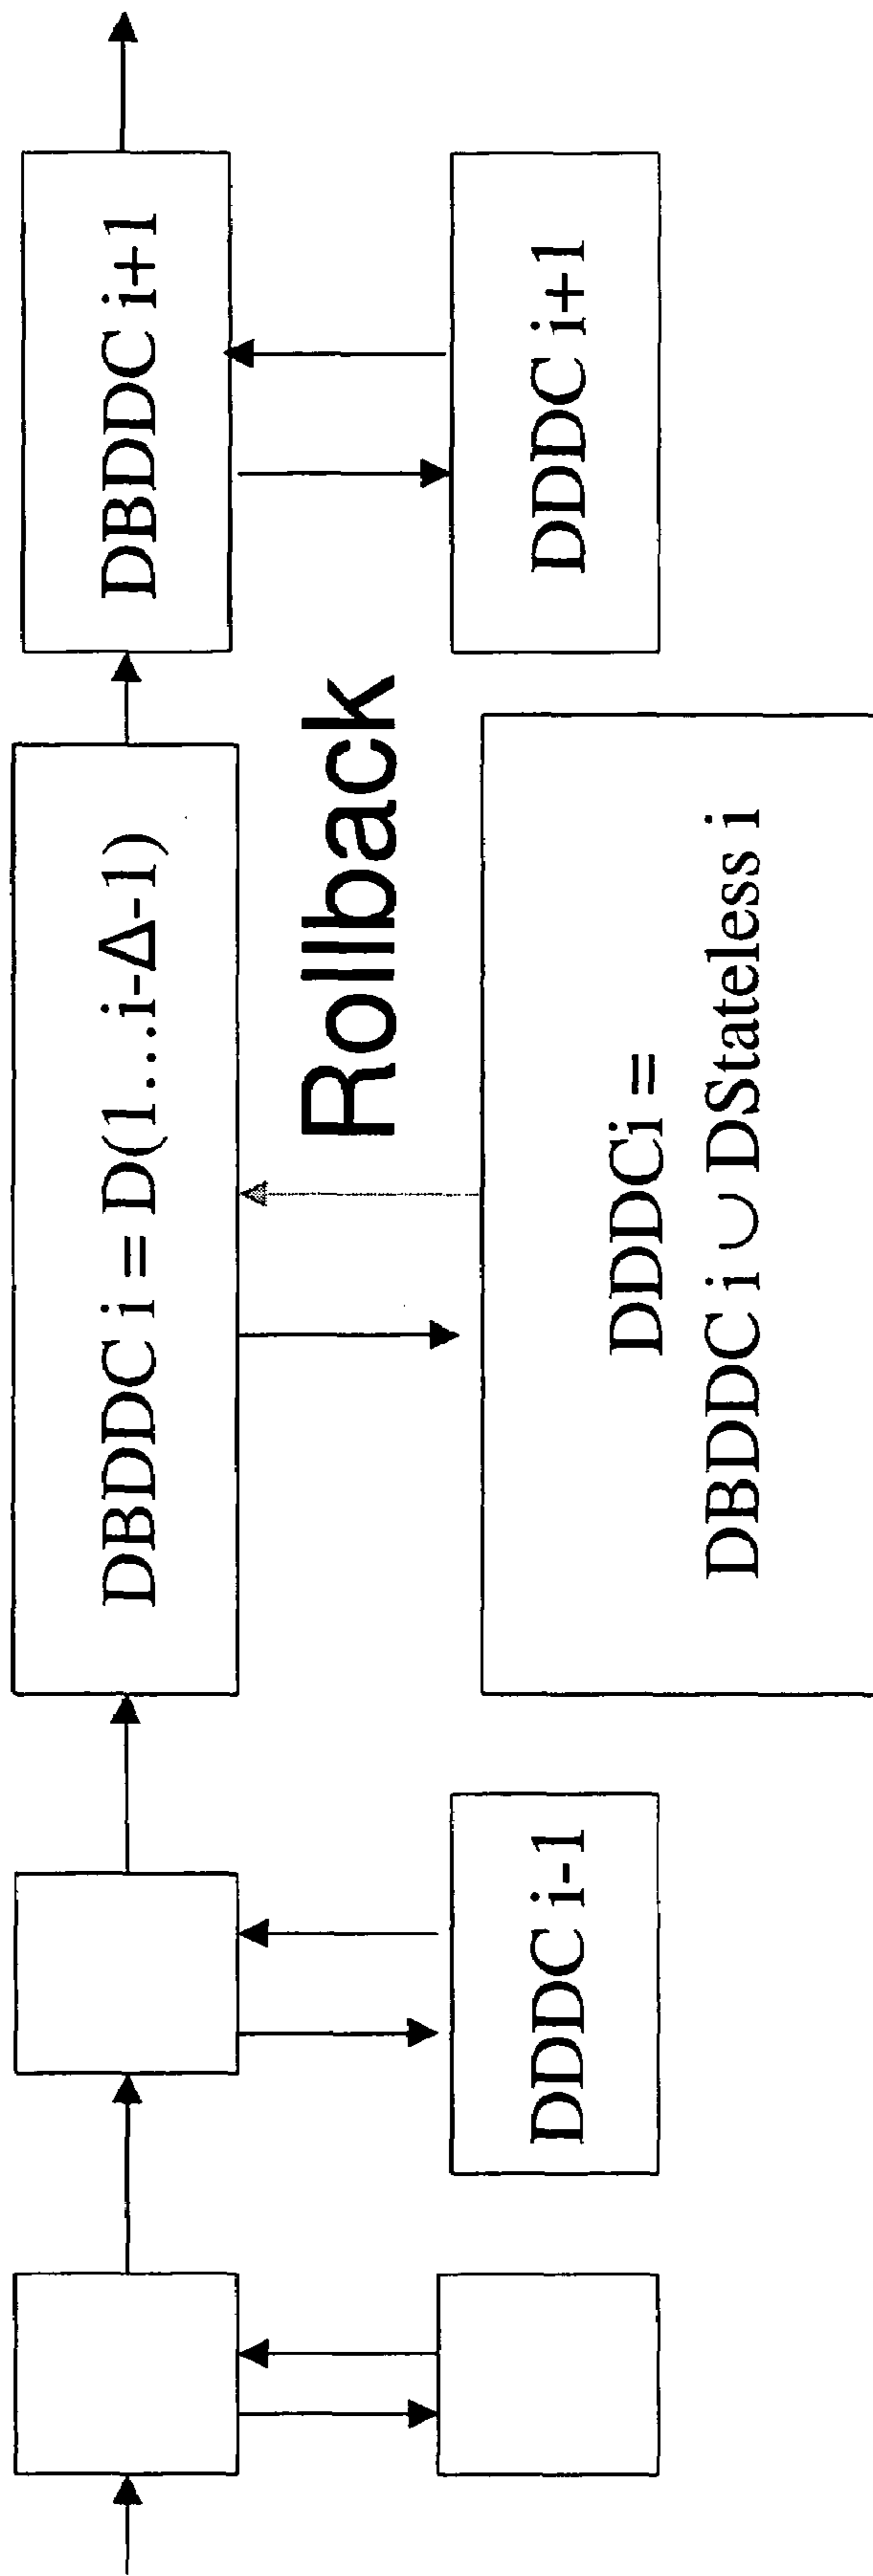 DBDDC i = D(1...i-Δ-1)
DBDDC i+1
Rollback
DDDC i-1
DDDCi =
DBDDC i ∪ DStateless i
DDDC i+1